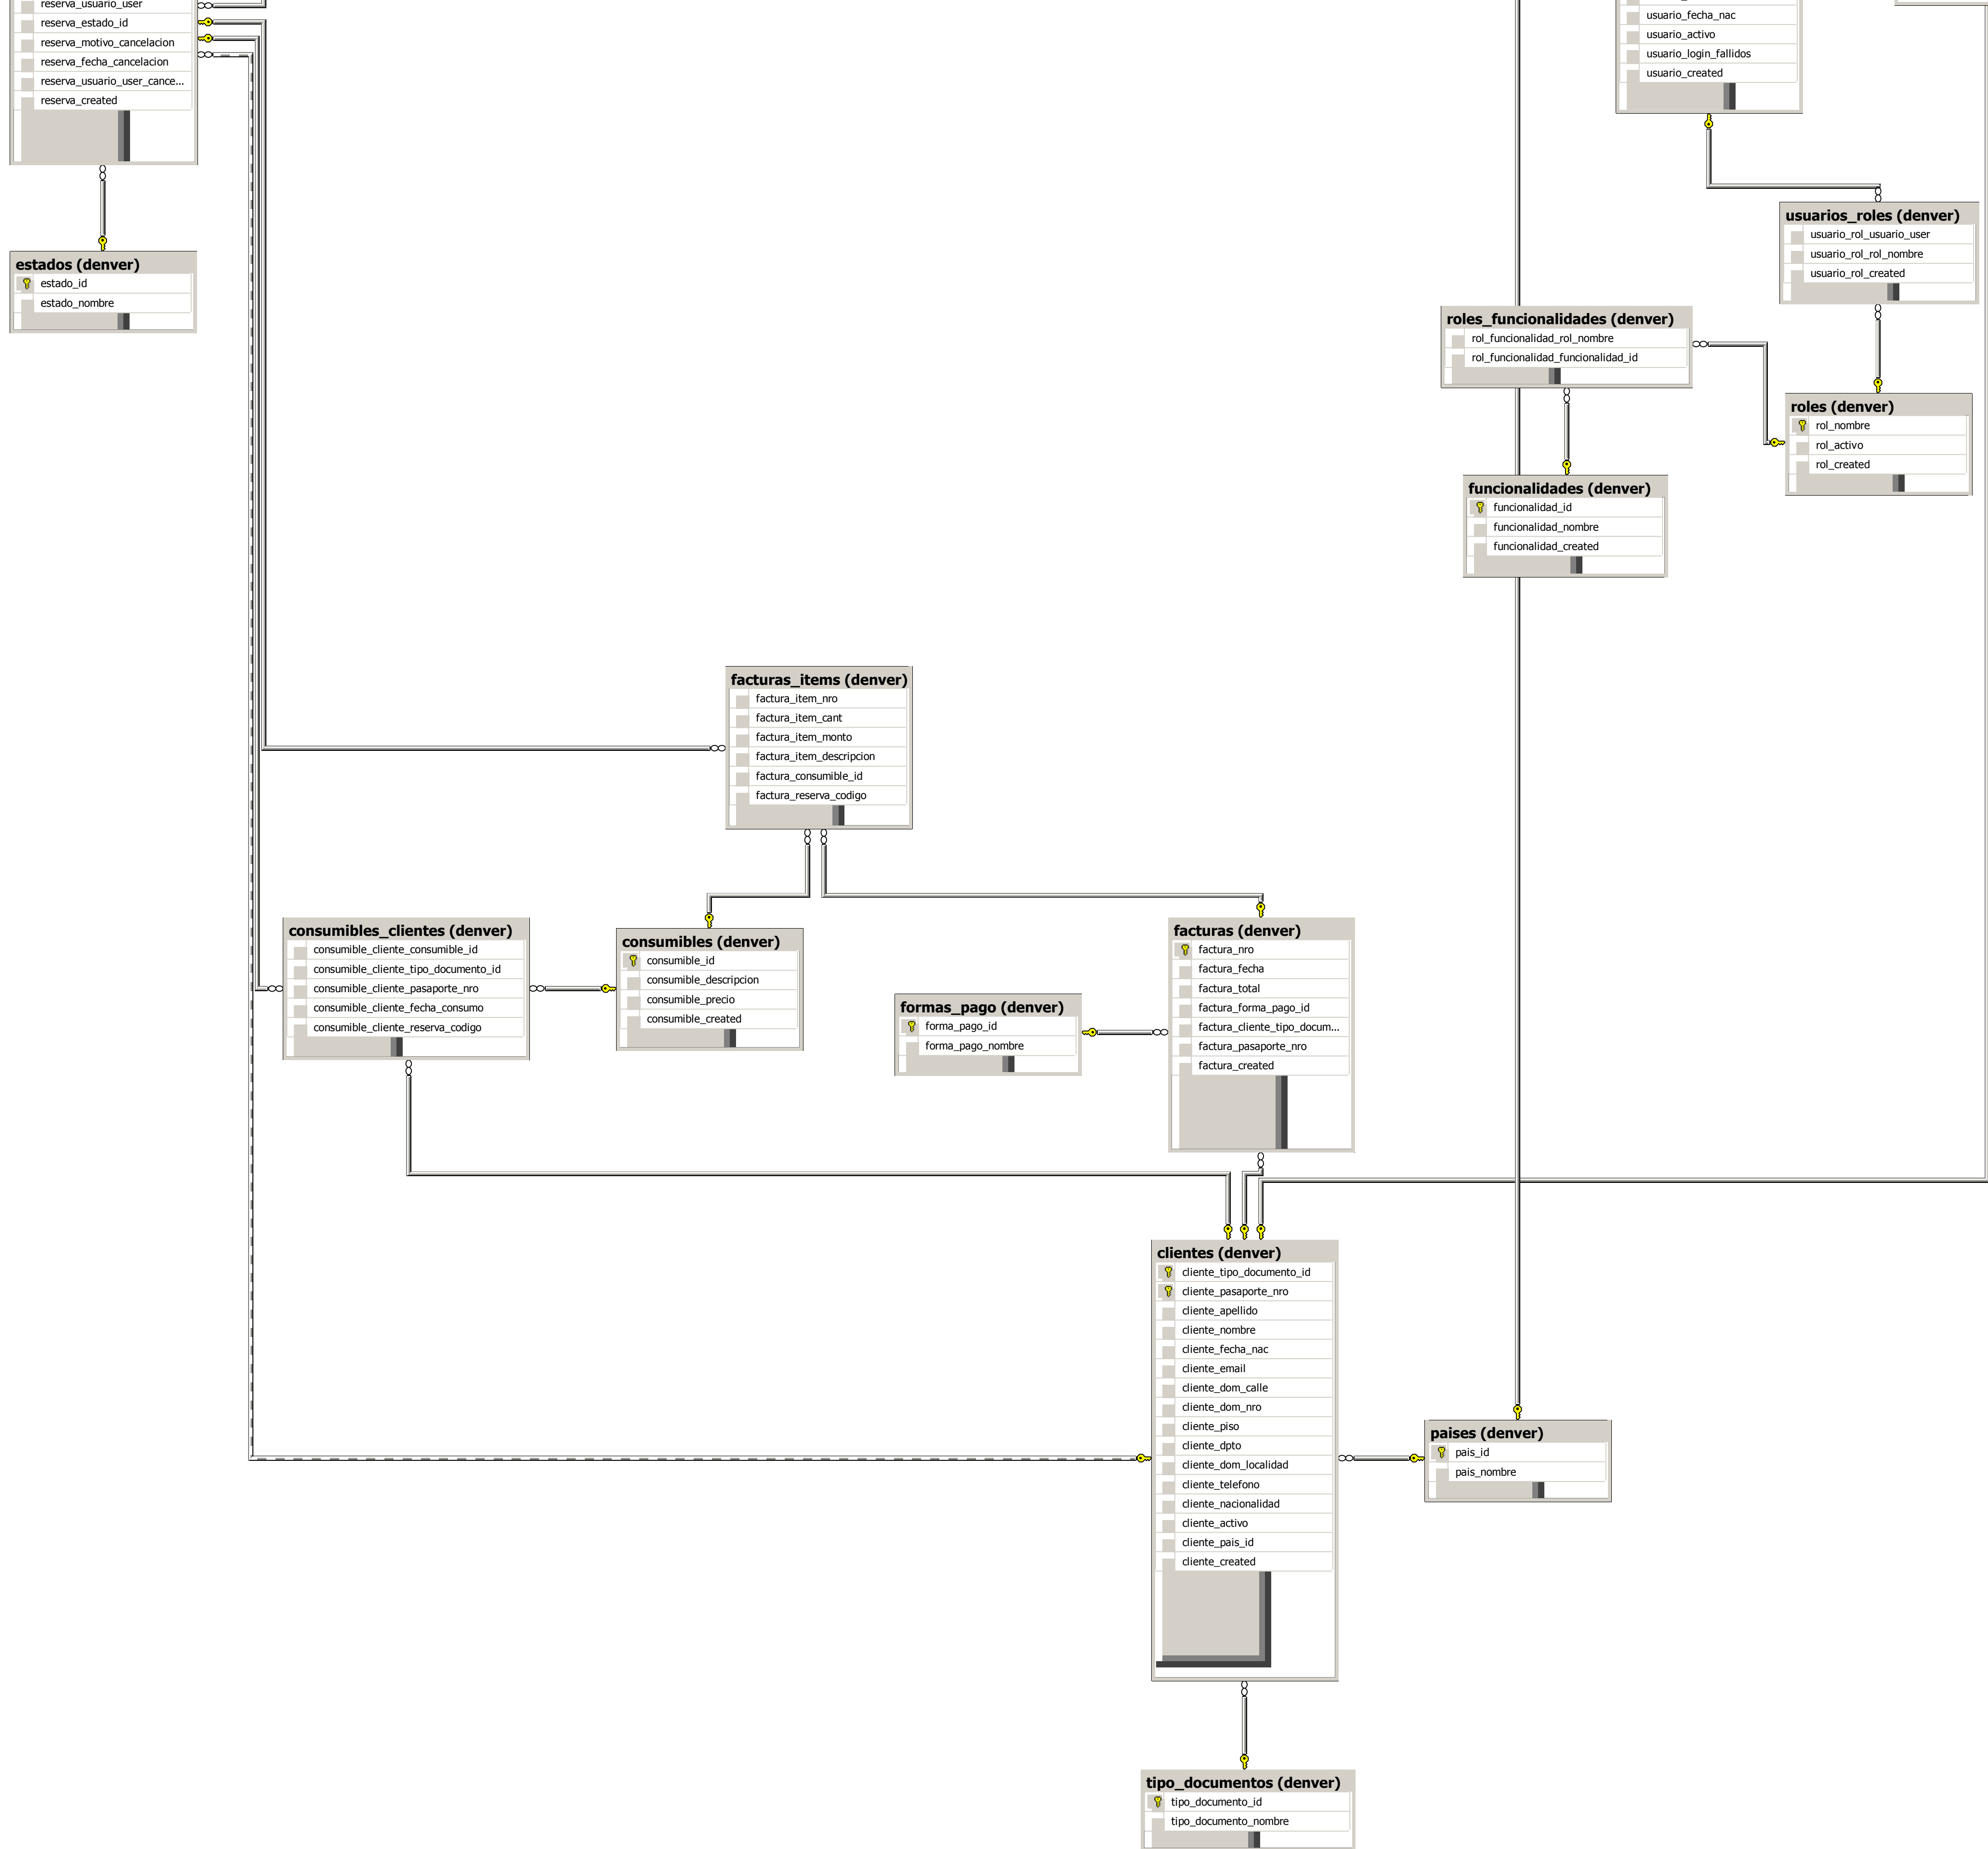 reserva_usuario_user
reserva_estado_id
reserva_motivo_cancelacion
reserva_fecha_cancelacion
reserva_usuario_user_cance...
reserva_created
estados (denver)
estado_id
estado_nombre
usuario_fecha_nac
usuario_activo
usuario_login_fallidos
usuario_created
usuarios_roles (denver)
usuario_rol_usuario_user
usuario_rol_rol_nombre
usuario_rol_created
roles_funcionalidades (denver)
rol_funcionalidad_rol_nombre
rol_funcionalidad_funcionalidad_id
roles (denver)
rol_nombre
rol_activo
rol_created
funcionalidades (denver)
funcionalidad_id
funcionalidad_nombre
funcionalidad_created
facturas_items (denver)
factura_item_nro
factura_item_cant
factura_item_monto
factura_item_descripcion
factura_consumible_id
factura_reserva_codigo
consumibles_clientes (denver)
consumible_cliente_consumible_id
consumible_cliente_tipo_documento_id
consumible_cliente_pasaporte_nro
consumible_cliente_fecha_consumo
consumible_cliente_reserva_codigo
consumibles (denver)
consumible_id
consumible_descripcion
consumible_precio
consumible_created
formas_pago (denver)
forma_pago_id
forma_pago_nombre
facturas (denver)
factura_nro
factura_fecha
factura_total
factura_forma_pago_id
factura_cliente_tipo_docum...
factura_pasaporte_nro
factura_created
clientes (denver)
cliente_tipo_documento_id
cliente_pasaporte_nro
cliente_apellido
cliente_nombre
cliente_fecha_nac
cliente_email
cliente_dom_calle
cliente_dom_nro
cliente_piso
cliente_dpto
cliente_dom_localidad
cliente_telefono
cliente_nacionalidad
cliente_activo
cliente_pais_id
cliente_created
paises (denver)
pais_id
pais_nombre
tipo_documentos (denver)
tipo_documento_id
tipo_documento_nombre